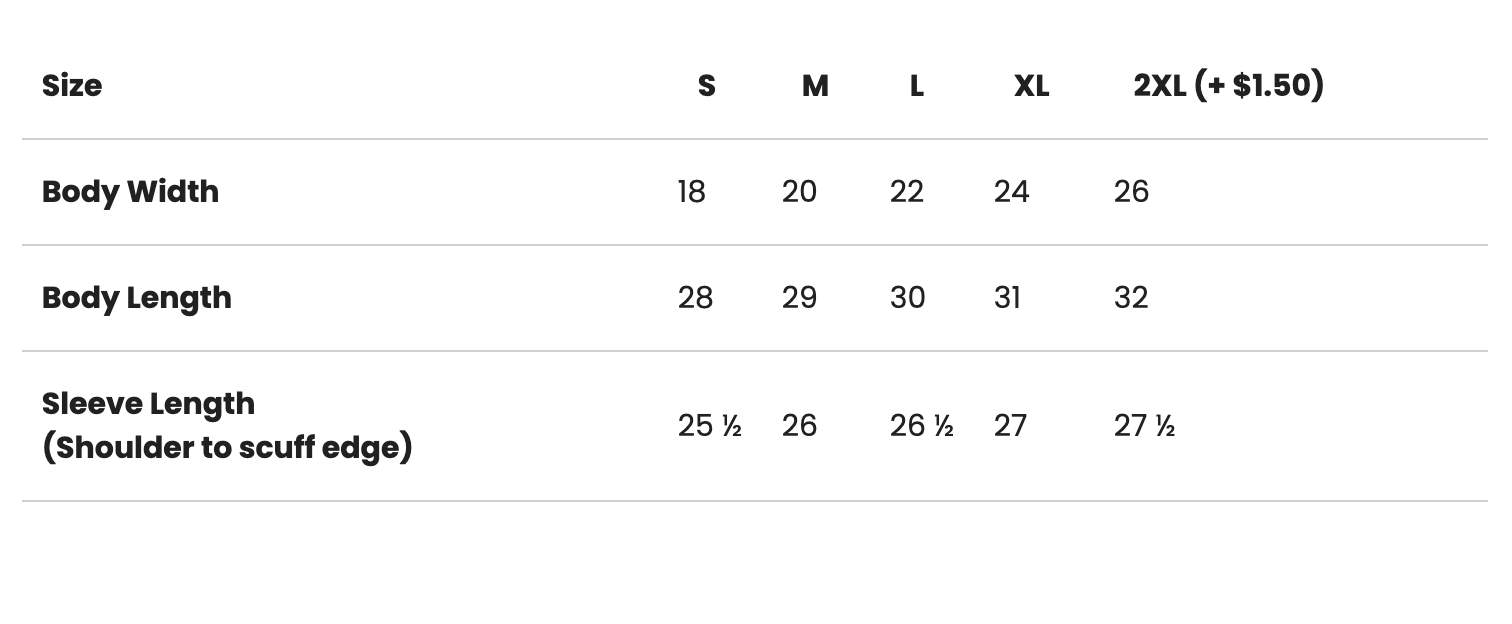 Size S M L XL 2XL (+ $1.50)
Body Width 18 20 22 24 26
Body Length 28 29 30 31 32
Sleeve Length
(Shoulder to scuff edge) 25 ½ 26 26 ½ 27 27 ½